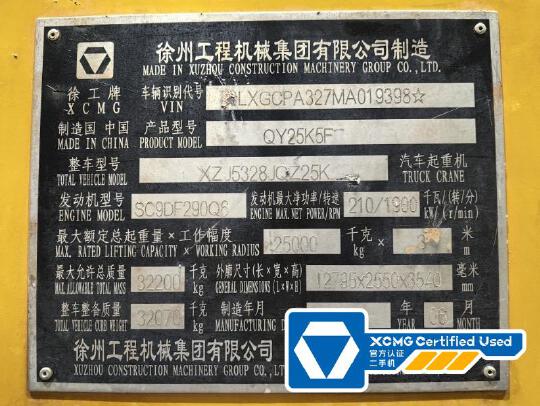 徐州工程机械集团有限公司制造
MADE IN XUZHOU CONSTRUCTION MACHINERY GROUP CO., LTD.
徐工牌 车辆识别代号 LXGCPA327MA019398☆
XCMG VIN
制造国 中国 产品型号 QY25K5F
MADE IN CHINA PRODUCT MODEL
整车型号 XZJ5328JQZ25K 汽车起重机
TOTAL VEHICLE MODEL TRUCK CRANE
发动机型号 SC9DF290Q6 发动机最大净功率/转速 210/1900 千瓦/(转/分)
ENGINE MODEL ENGINE MAX. NET POWER/RPM kW/(r/min)
最大额定总起重量×工作幅度 25000 千克 × 3 米
MAX. RATED LIFTING CAPACITY × WORKING RADIUS kg m
最大允许总质量 32200 千克 外廓尺寸(长×宽×高) 12795x2550x3540 毫米
MAX ALLOWABLE TOTAL MASS kg GENERAL DIMENSIONS (L×W×H) mm
整车整备质量 32070 千克 制造年月 年 06 月
TOTAL VEHICLE CURB WEIGHT kg MANUFACTURING YEAR MONTH
徐州工程机械集团有限公司
XUZHOU CONSTRUCTION MACHINERY GROUP CO., LTD.
XCMG Certified Used
官方认证
二手机